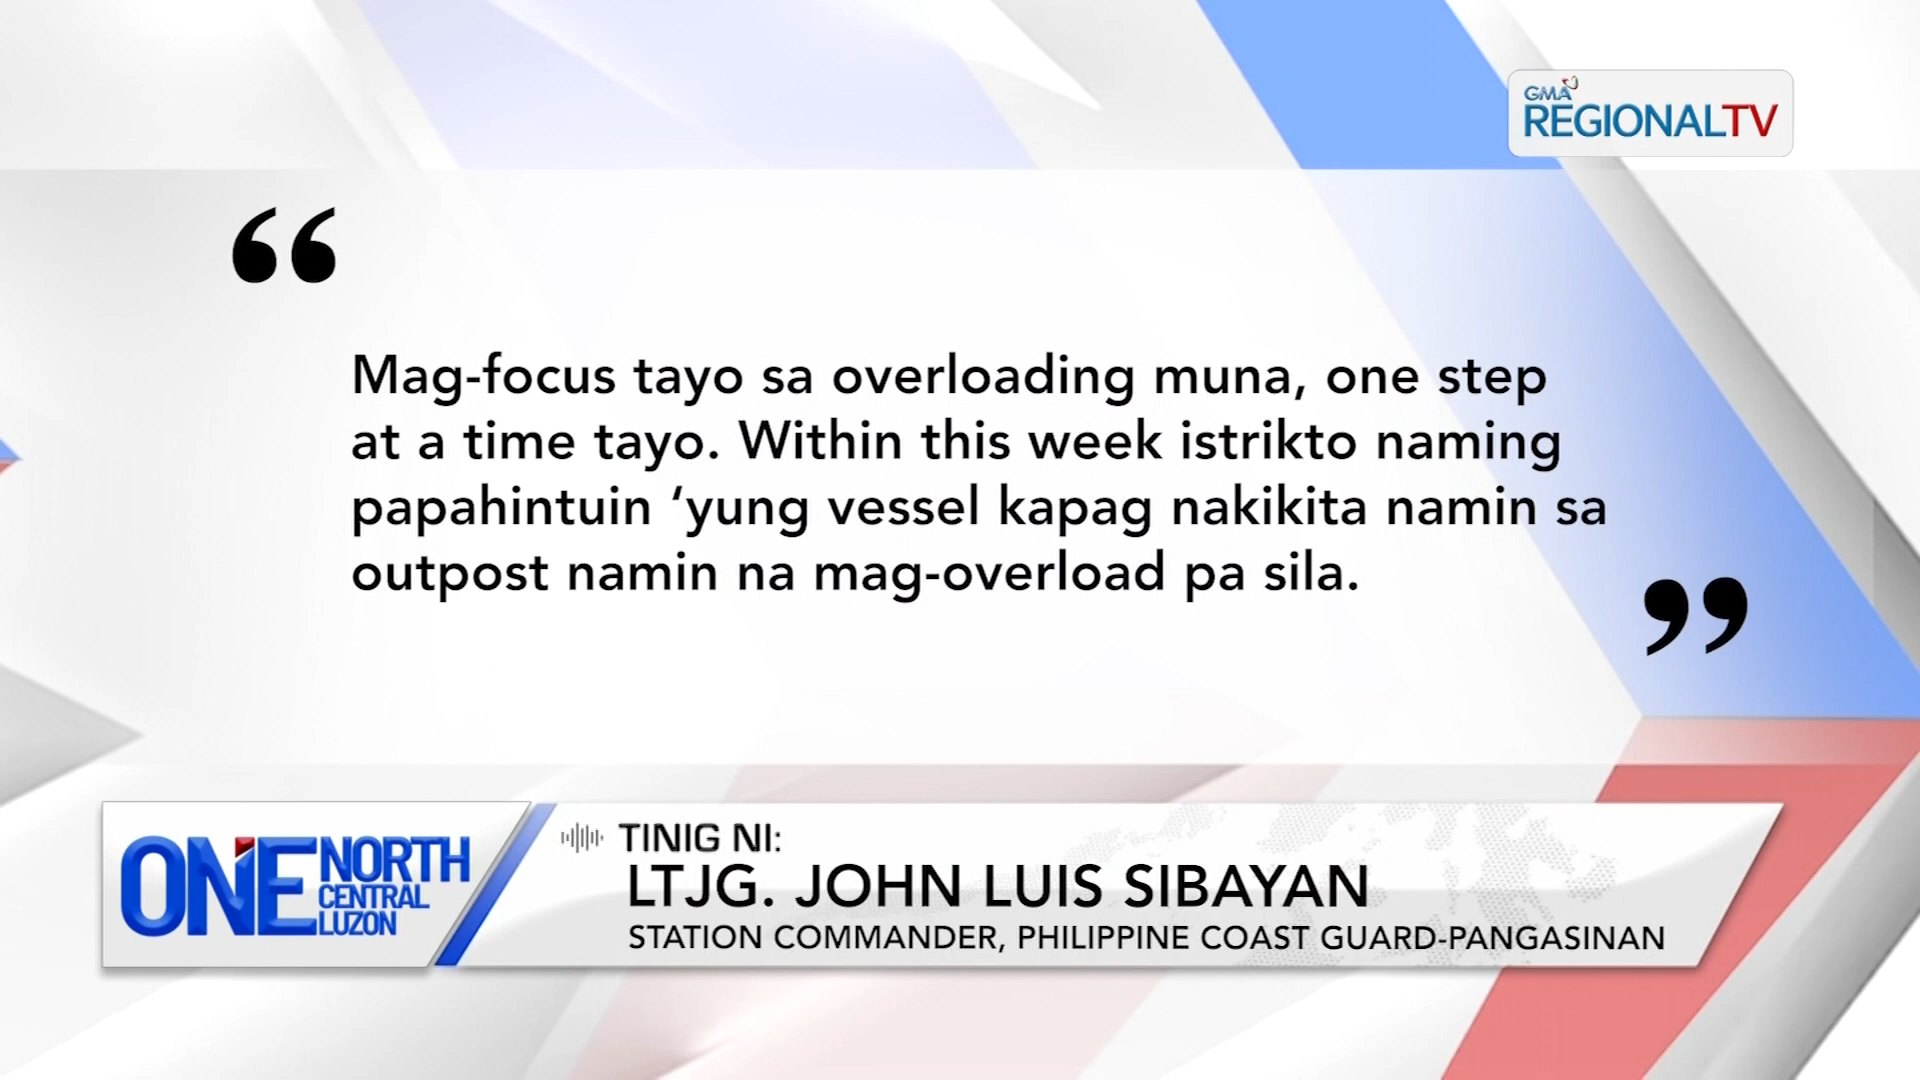 GMA
REGIONALTV
“
Mag-focus tayo sa overloading muna, one step
at a time tayo. Within this week istrikto naming
papahintuin ‘yung vessel kapag nakikita namin sa
outpost namin na mag-overload pa sila.
”
ONE NORTH
CENTRAL
LUZON
TINIG NI:
LTJG. JOHN LUIS SIBAYAN
STATION COMMANDER, PHILIPPINE COAST GUARD-PANGASINAN